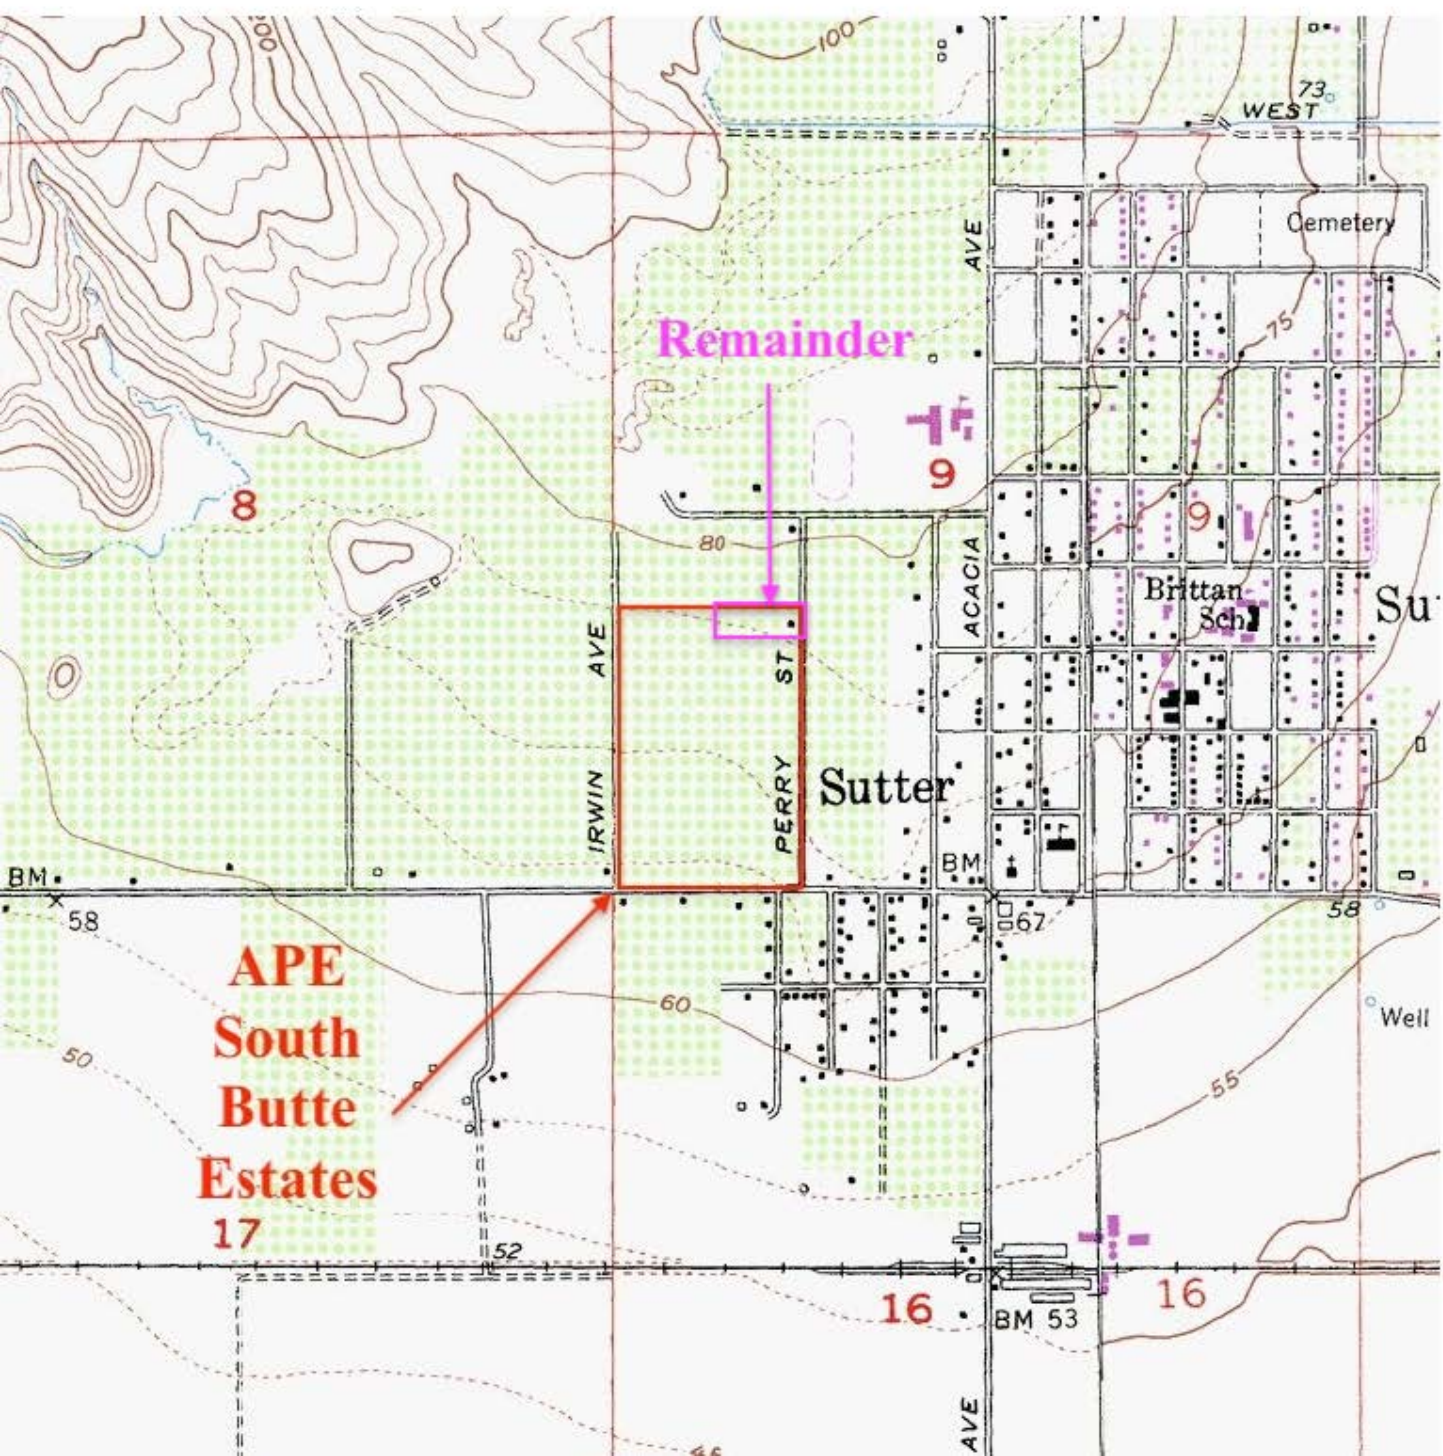 100
73
WEST
Cemetery
AVE
75
Remainder
9
8
9
80
ACACIA
Brittan
Sch
Su
AVE
ST
IRWIN
PERRY
Sutter
BM
BM
58
67
58
APE
South
Butte
Estates
60
Well
50
55
17
52
16
16
BM 53
AVE